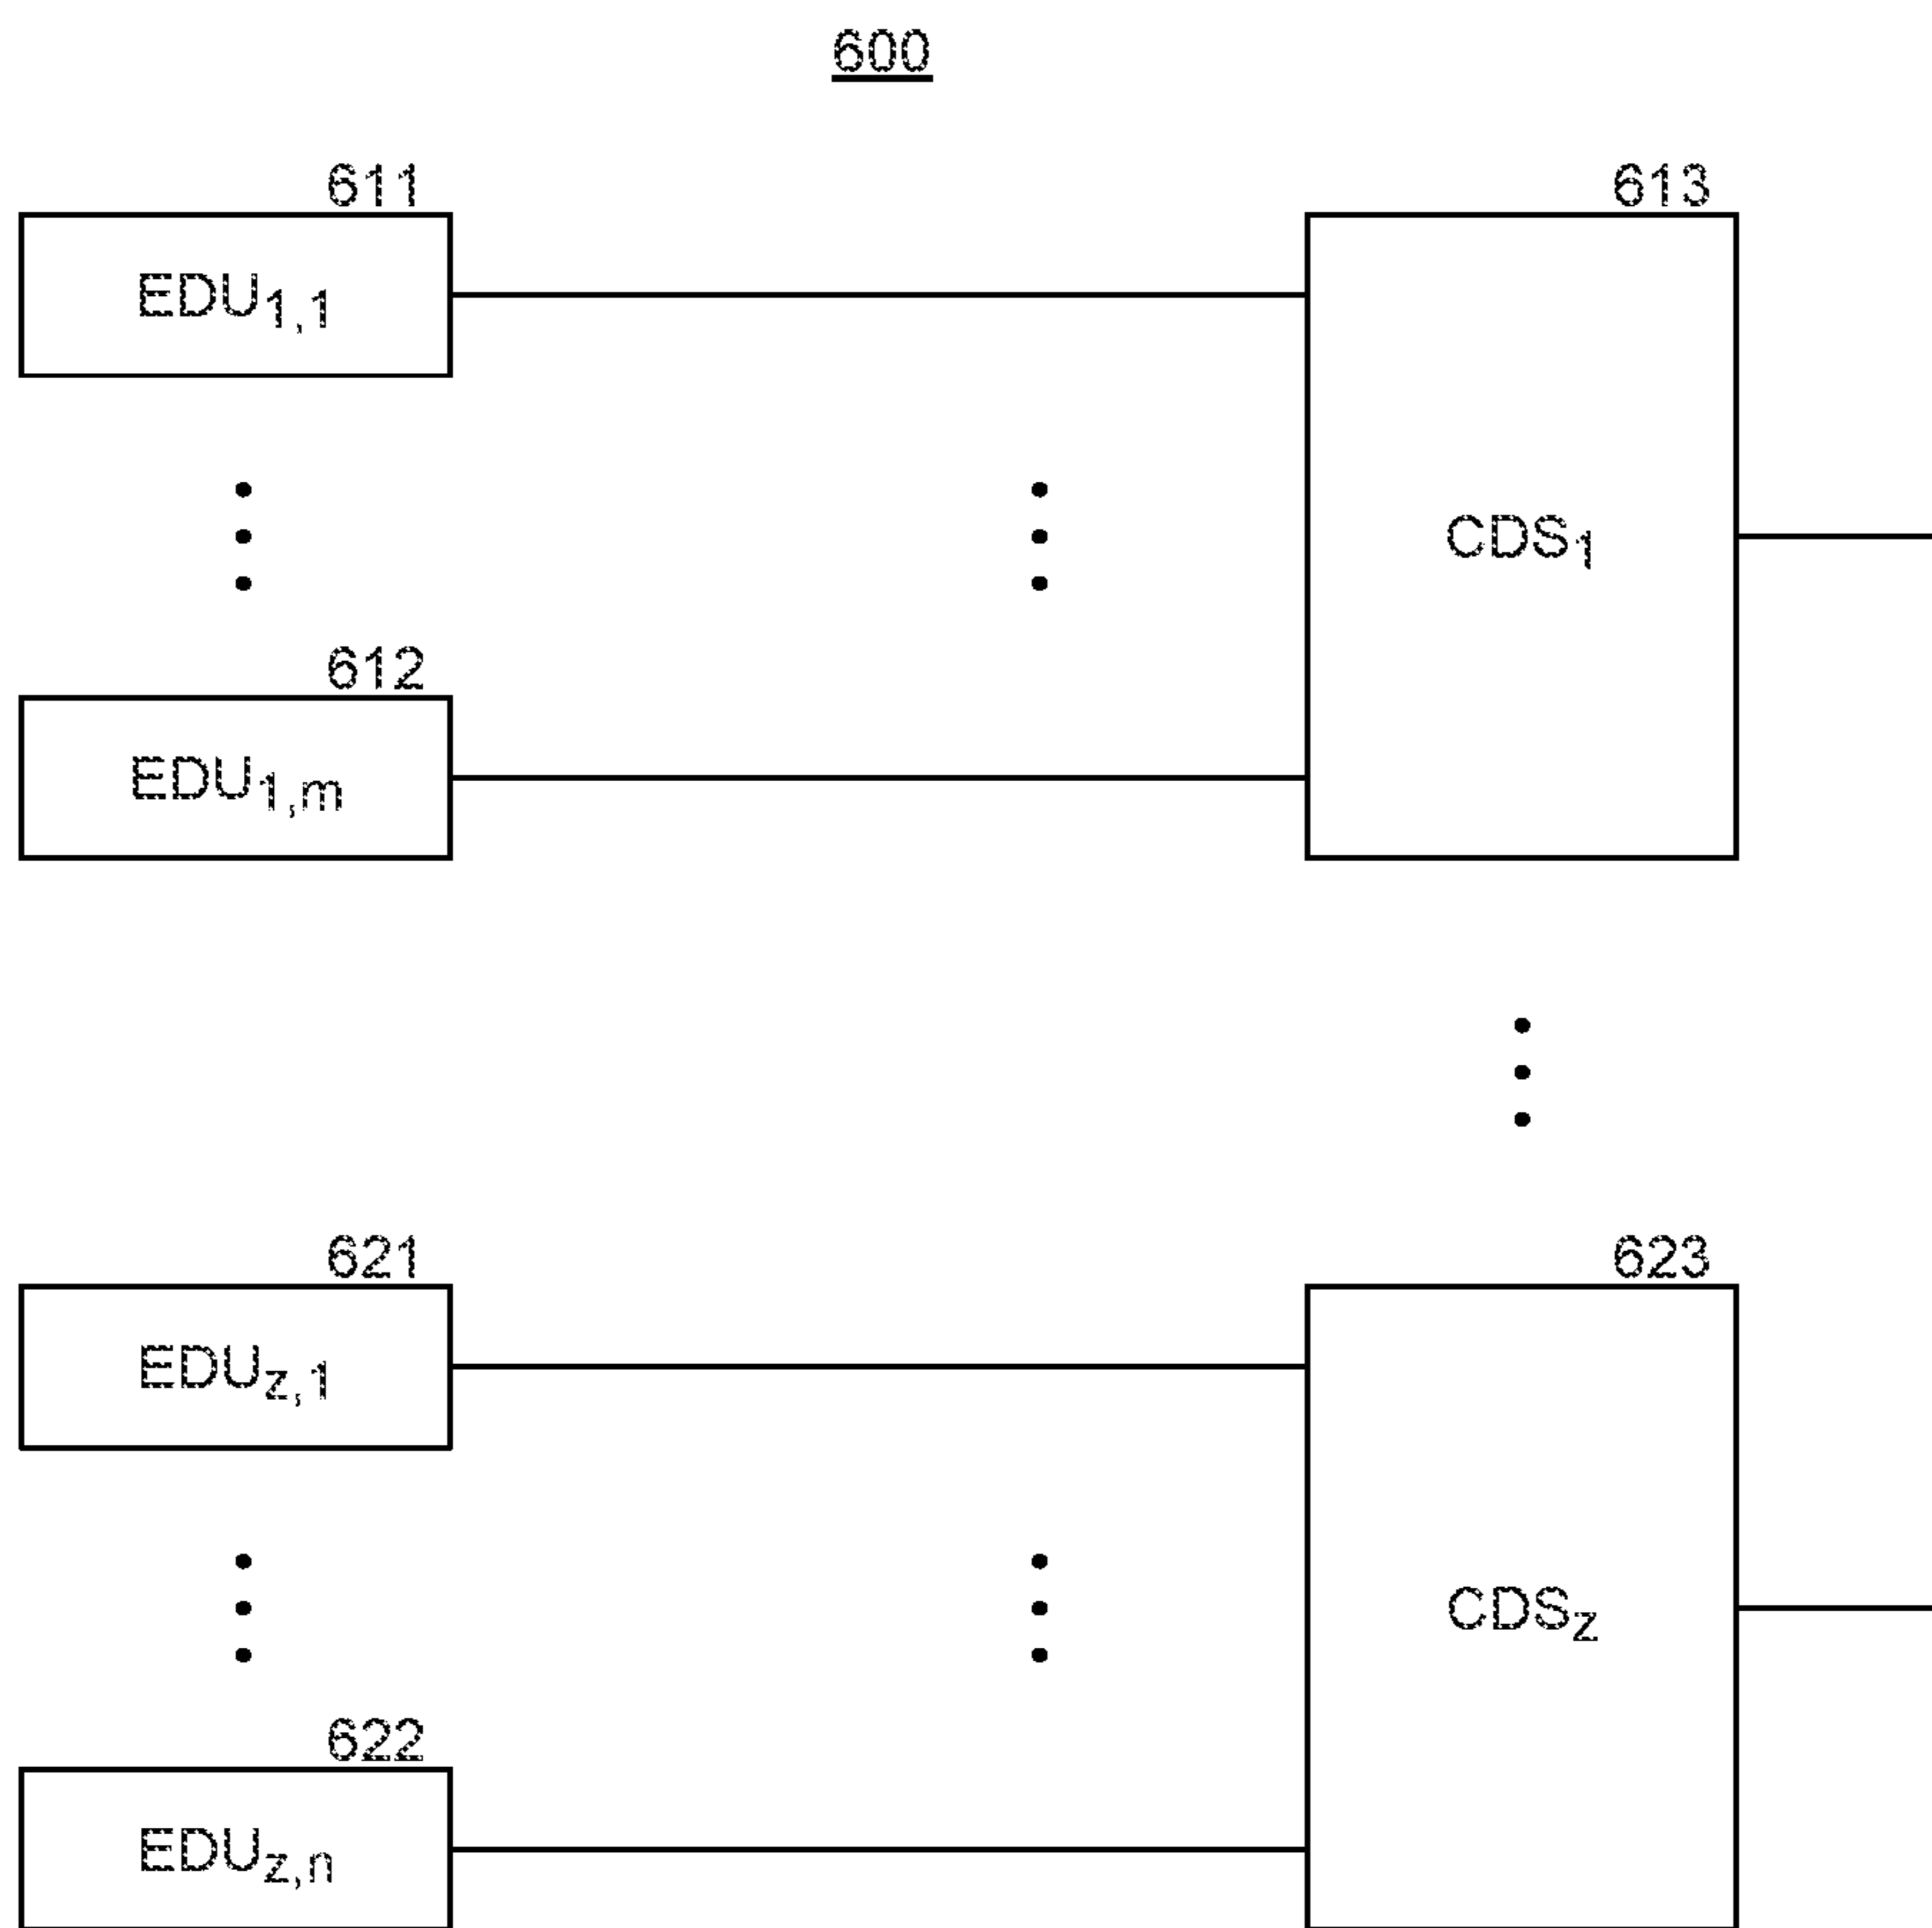 600
611
613
EDU1,1
CDS1
612
EDU1,m
621
623
EDUz,1
CDSz
622
EDUz,n